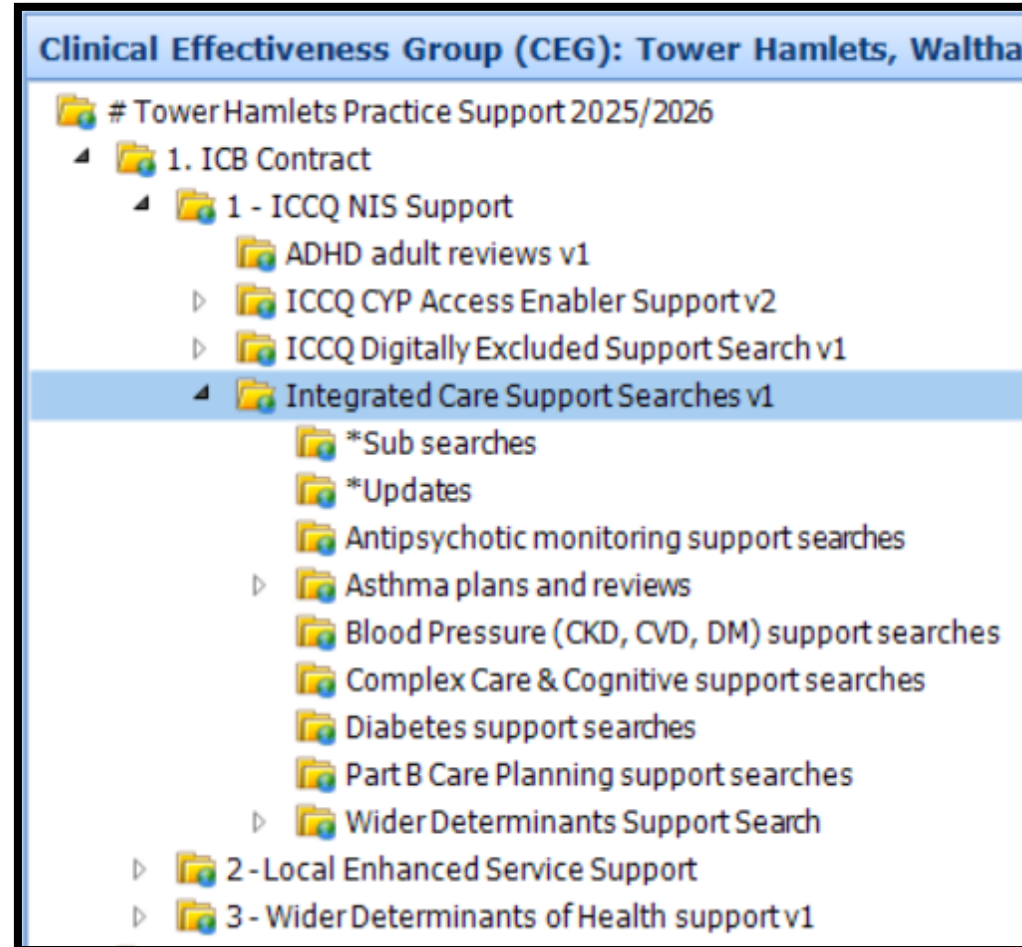 Clinical Effectiveness Group (CEG): Tower Hamlets, Waltha
# Tower Hamlets Practice Support 2025/2026
1. ICB Contract
1 - ICCQ NIS Support
ADHD adult reviews v1
ICCQ CYP Access Enabler Support v2
ICCQ Digitally Excluded Support Search v1
Integrated Care Support Searches v1
*Sub searches
*Updates
Antipsychotic monitoring support searches
Asthma plans and reviews
Blood Pressure (CKD, CVD, DM) support searches
Complex Care & Cognitive support searches
Diabetes support searches
Part B Care Planning support searches
Wider Determinants Support Search
2 - Local Enhanced Service Support
3 - Wider Determinants of Health support v1